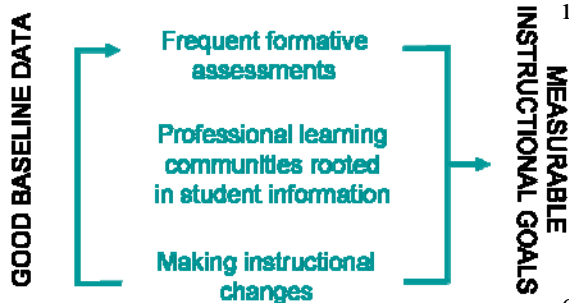 GOOD BASELINE DATA
Frequent formative
assessments
Professional learning
communities rooted
in student information
Making instructional
changes
MEASURABLE
INSTRUCTIONAL GOALS
1